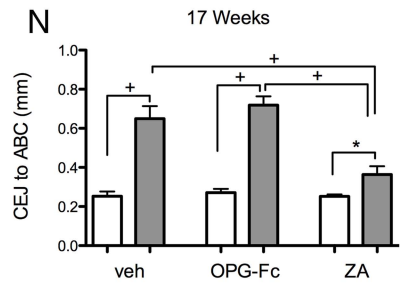 N
17 Weeks
CEJ to ABC (mm)
1.0
0.8
0.6
0.4
0.2
0.0
+
+
+
+
*
veh OPG-Fc ZA